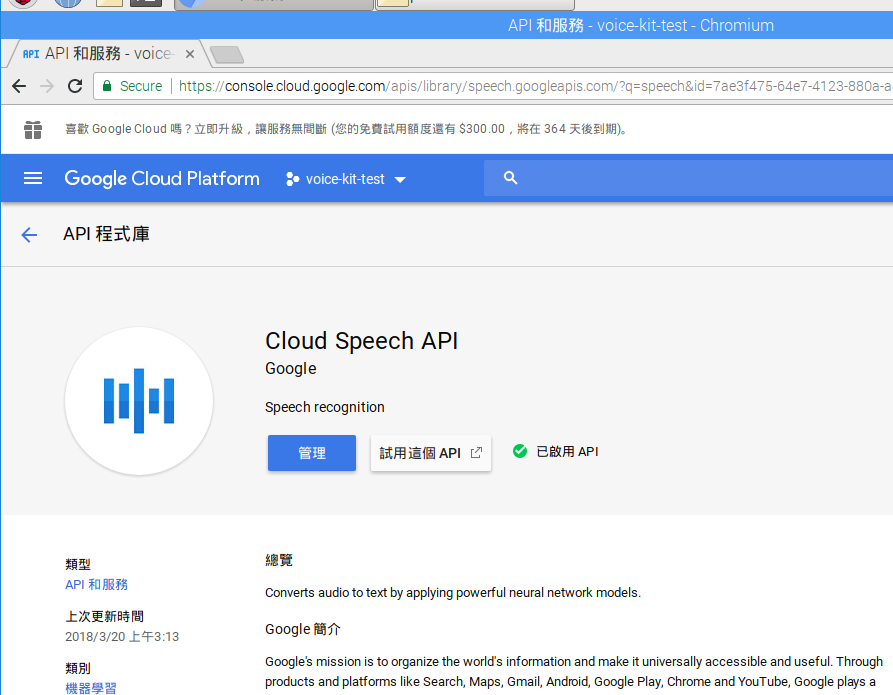 API 和服務 - voice-kit-test - Chromium
API 和服務 - voice-
Secure https://console.cloud.google.com/apis/library/speech.googleapis.com/?q=speech&id=7ae3f475-64e7-4123-880a-a
喜歡 Google Cloud 嗎？立即升級，讓服務無間斷 (您的免費試用額度還有 $300.00，將在 364 天後到期)。
Google Cloud Platform voice-kit-test
API 程式庫
Cloud Speech API
Google
Speech recognition
管理 試用這個 API 已啟用 API
類型
API 和服務
上次更新時間
2018/3/20 上午3:13
類別
機器學習
總覽
Converts audio to text by applying powerful neural network models.
Google 簡介
Google's mission is to organize the world's information and make it universally accessible and useful. Through
products and platforms like Search, Maps, Gmail, Android, Google Play, Chrome and YouTube, Google plays a